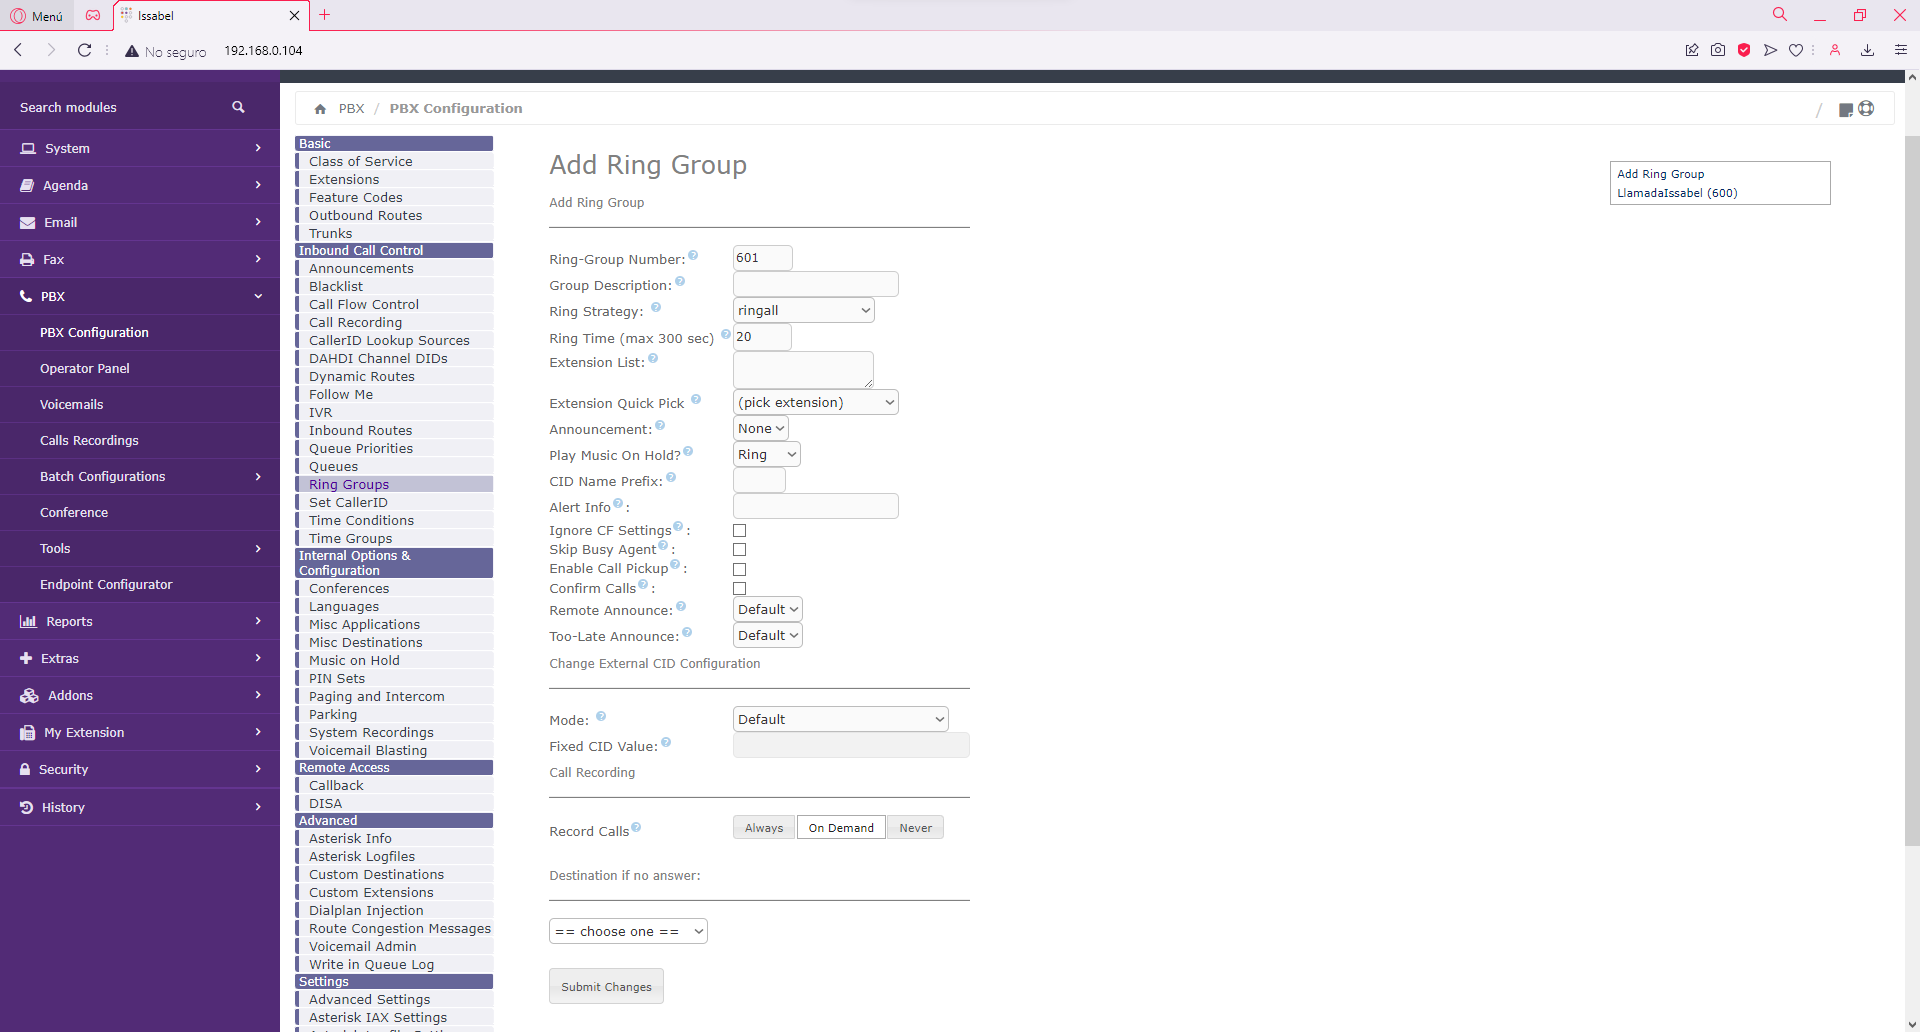 Menú
Issabel
No seguro
192.168.0.104
Search modules
System
Agenda
Email
Fax
PBX
PBX Configuration
Operator Panel
Voicemails
Calls Recordings
Batch Configurations
Conference
Tools
Endpoint Configurator
Reports
Extras
Addons
My Extension
Security
History
PBX / PBX Configuration /
Basic
Class of Service
Extensions
Feature Codes
Outbound Routes
Trunks
Inbound Call Control
Announcements
Blacklist
Call Flow Control
Call Recording
CallerID Lookup Sources
DAHDI Channel DIDs
Dynamic Routes
Follow Me
IVR
Inbound Routes
Queue Priorities
Queues
Ring Groups
Set CallerID
Time Conditions
Time Groups
Internal Options &
Configuration
Conferences
Languages
Misc Applications
Misc Destinations
Music on Hold
PIN Sets
Paging and Intercom
Parking
System Recordings
Voicemail Blasting
Remote Access
Callback
DISA
Advanced
Asterisk Info
Asterisk Logfiles
Custom Destinations
Custom Extensions
Dialplan Injection
Route Congestion Messages
Voicemail Admin
Write in Queue Log
Settings
Advanced Settings
Asterisk IAX Settings
Add Ring Group
Add Ring Group
Ring-Group Number:? 601
Group Description:?
Ring Strategy: ? ringall
Ring Time (max 300 sec) ? 20
Extension List:?
Extension Quick Pick ? (pick extension)
Announcement:? None
Play Music On Hold?? Ring
CID Name Prefix:?
Alert Info? :
Ignore CF Settings? :
Skip Busy Agent? :
Enable Call Pickup? :
Confirm Calls? :
Remote Announce:? Default
Too-Late Announce:? Default
Change External CID Configuration
Mode: ? Default
Fixed CID Value:?
Call Recording
Record Calls? Always On Demand Never
Destination if no answer:
== choose one ==
Submit Changes
Add Ring Group
LlamadaIssabel (600)